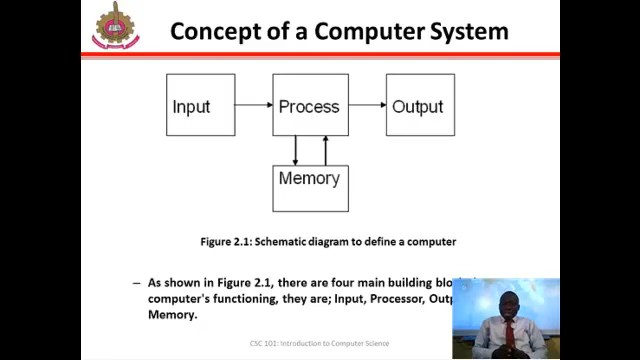 Concept of a Computer System
Input
Process
Output
Memory
Figure 2.1: Schematic diagram to define a computer
– As shown in Figure 2.1, there are four main building
computer's functioning, they are; Input, Processor,
Memory.
CSC 101: Introduction to Computer Science